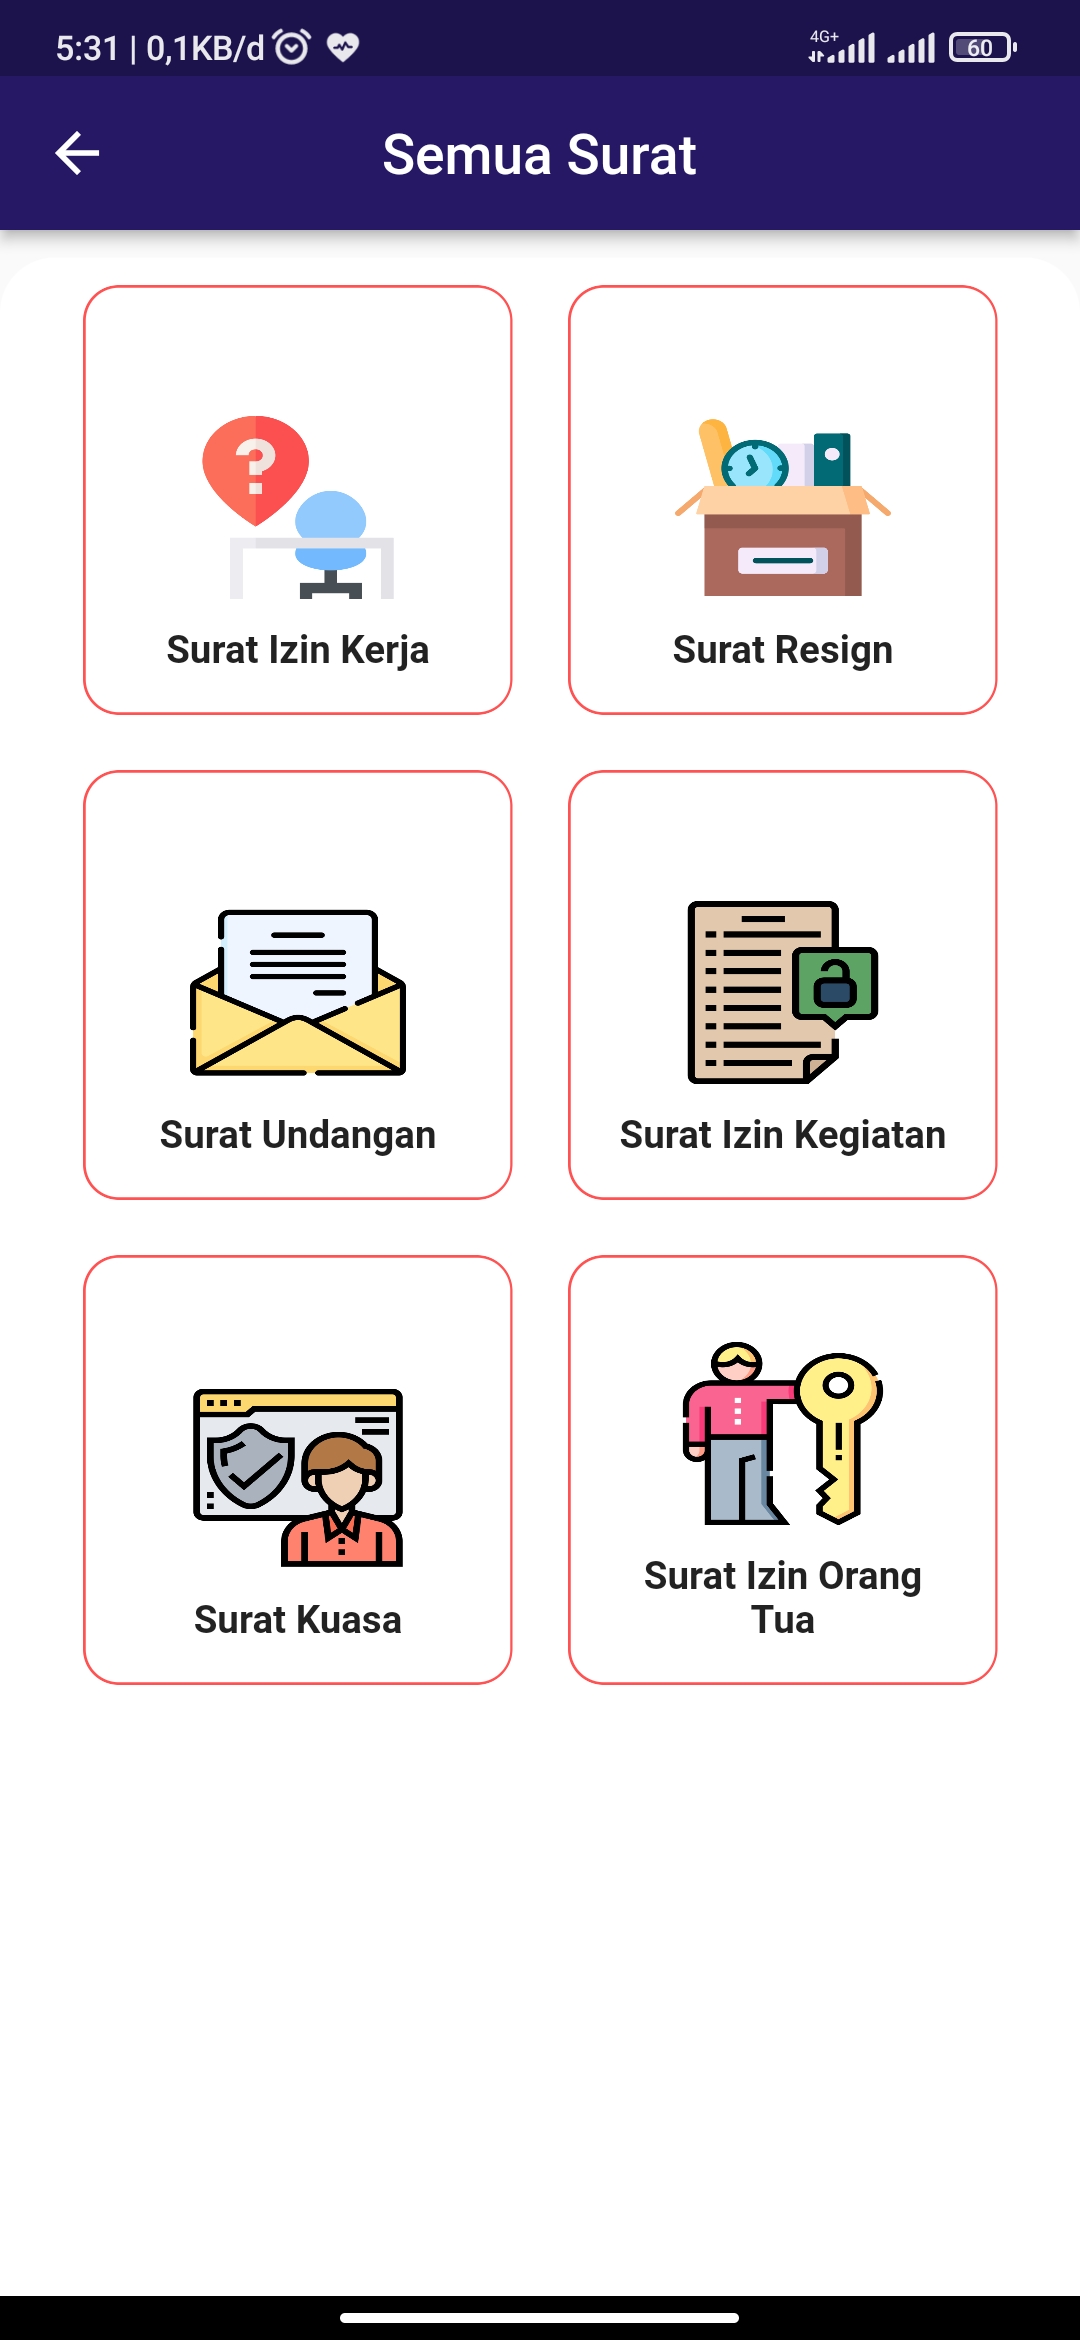 5:31 | 0,1KB/d
4G+
60
Semua Surat
Surat Izin Kerja
Surat Resign
Surat Undangan
Surat Izin Kegiatan
Surat Kuasa
Surat Izin Orang
Tua